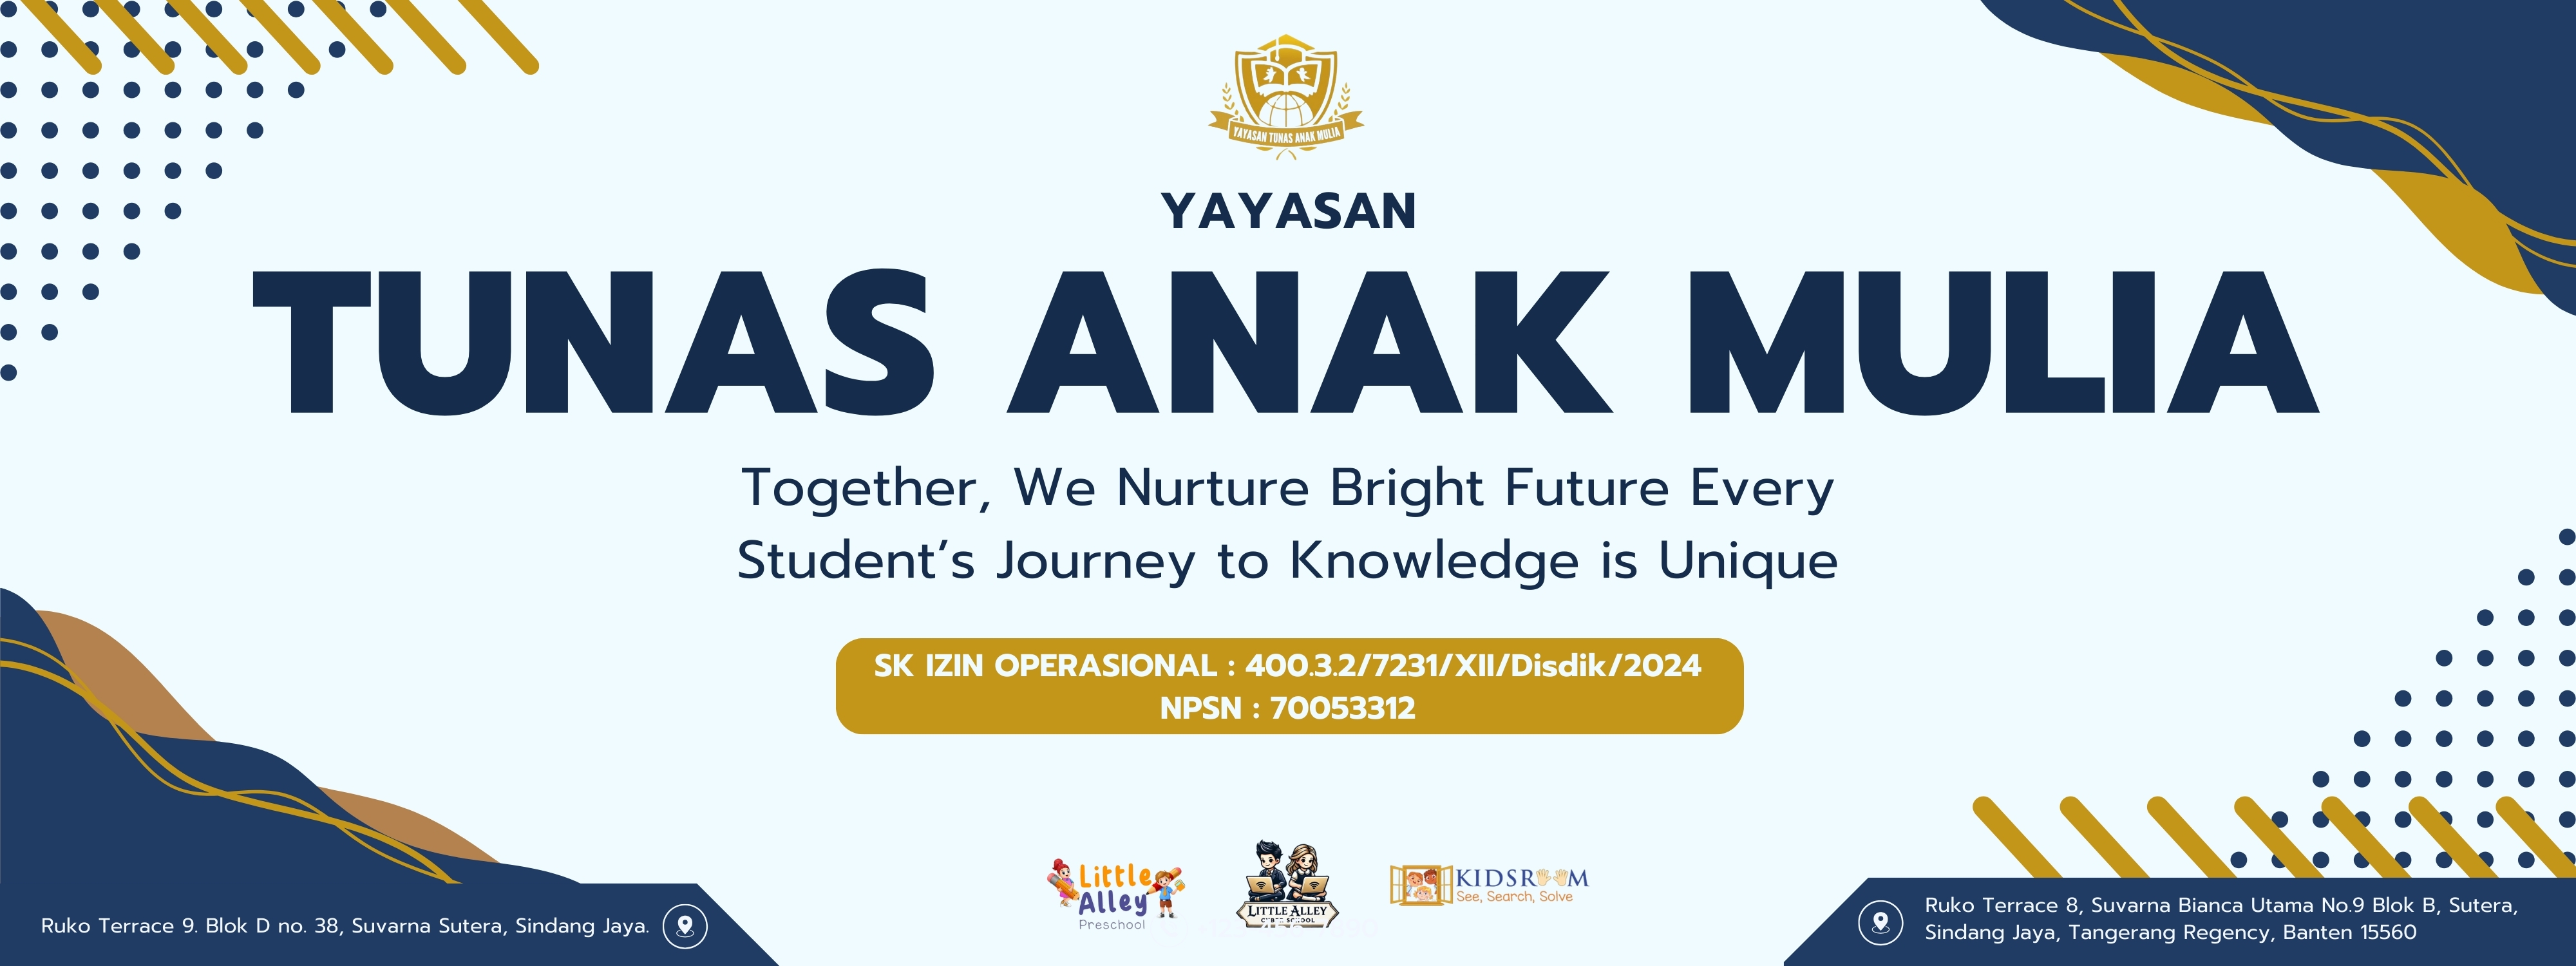 YAYASAN TUNAS ANAK MULIA
YAYASAN
TUNAS ANAK MULIA
Together, We Nurture Bright Future Every
Student’s Journey to Knowledge is Unique
SK IZIN OPERASIONAL : 400.3.2/7231/XII/Disdik/2024
NPSN : 70053312
Little
Alley
Preschool
LITTLE ALLEY
CYBER SCHOOL
KIDSROOM
See, Search, Solve
Ruko Terrace 9. Blok D no. 38, Suvarna Sutera, Sindang Jaya.
Ruko Terrace 8, Suvarna Bianca Utama No.9 Blok B, Sutera,
Sindang Jaya, Tangerang Regency, Banten 15560